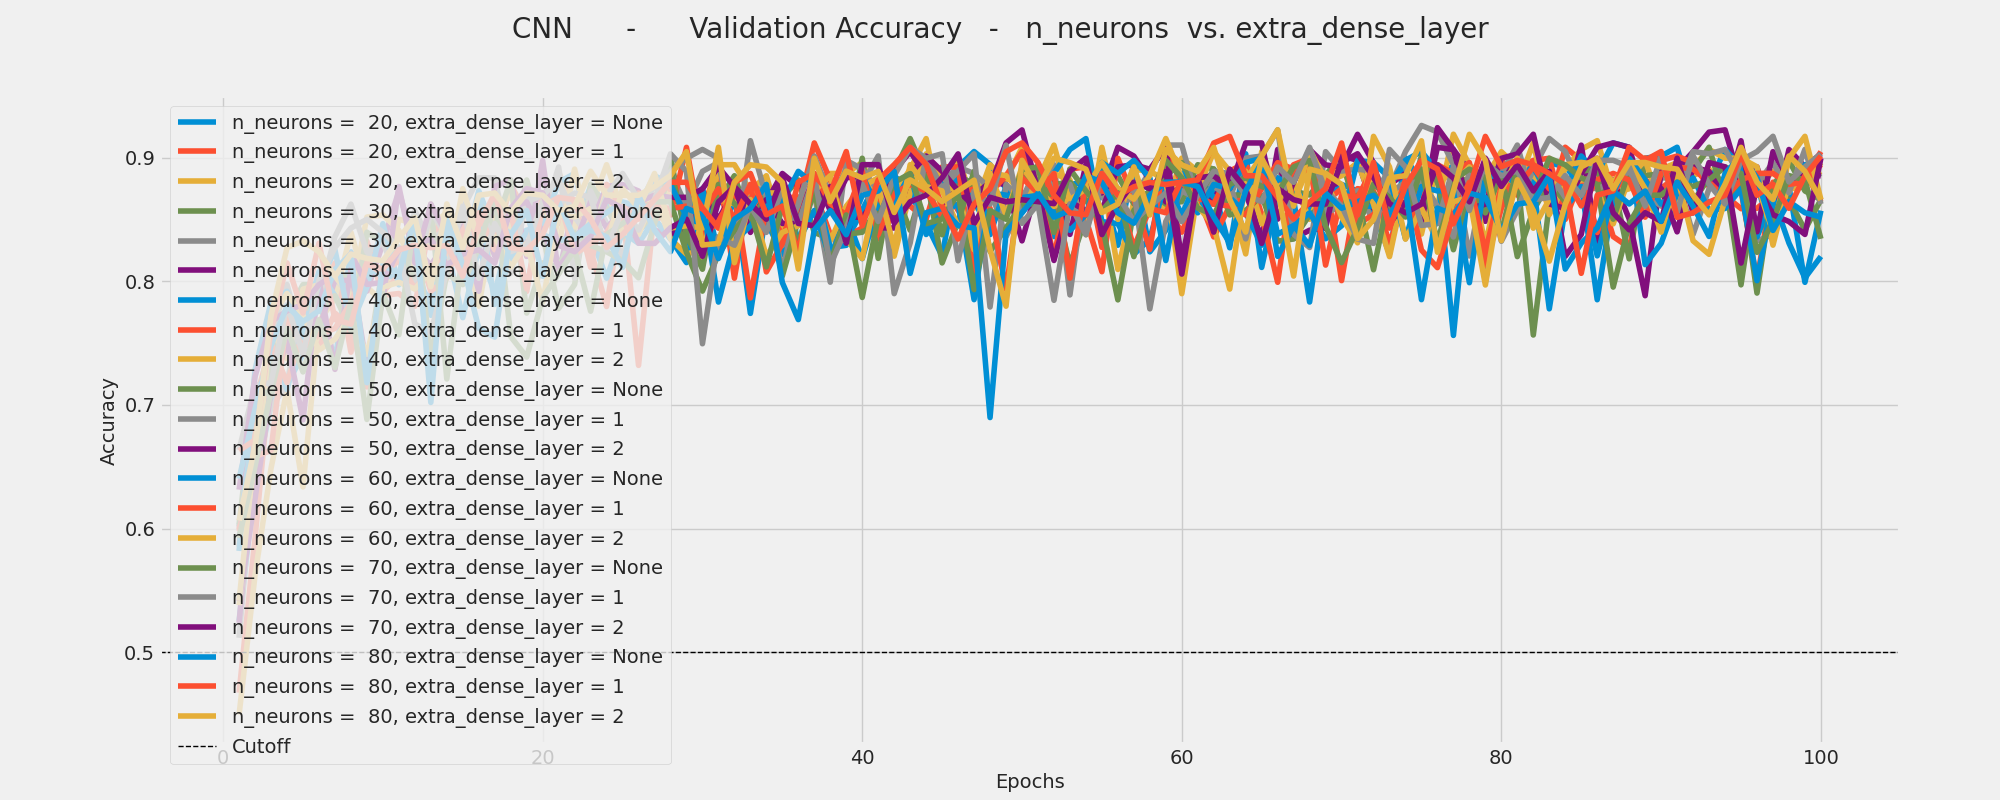 CNN - Validation Accuracy - n_neurons vs. extra_dense_layer
Accuracy
0.9
0.8
0.7
0.6
0.5
n_neurons = 20, extra_dense_layer = None
n_neurons = 20, extra_dense_layer = 1
n_neurons = 20, extra_dense_layer = 2
n_neurons = 30, extra_dense_layer = None
n_neurons = 30, extra_dense_layer = 1
n_neurons = 30, extra_dense_layer = 2
n_neurons = 40, extra_dense_layer = None
n_neurons = 40, extra_dense_layer = 1
n_neurons = 40, extra_dense_layer = 2
n_neurons = 50, extra_dense_layer = None
n_neurons = 50, extra_dense_layer = 1
n_neurons = 50, extra_dense_layer = 2
n_neurons = 60, extra_dense_layer = None
n_neurons = 60, extra_dense_layer = 1
n_neurons = 60, extra_dense_layer = 2
n_neurons = 70, extra_dense_layer = None
n_neurons = 70, extra_dense_layer = 1
n_neurons = 70, extra_dense_layer = 2
n_neurons = 80, extra_dense_layer = None
n_neurons = 80, extra_dense_layer = 1
n_neurons = 80, extra_dense_layer = 2
Cutoff
0 20 40 60 80 100
Epochs